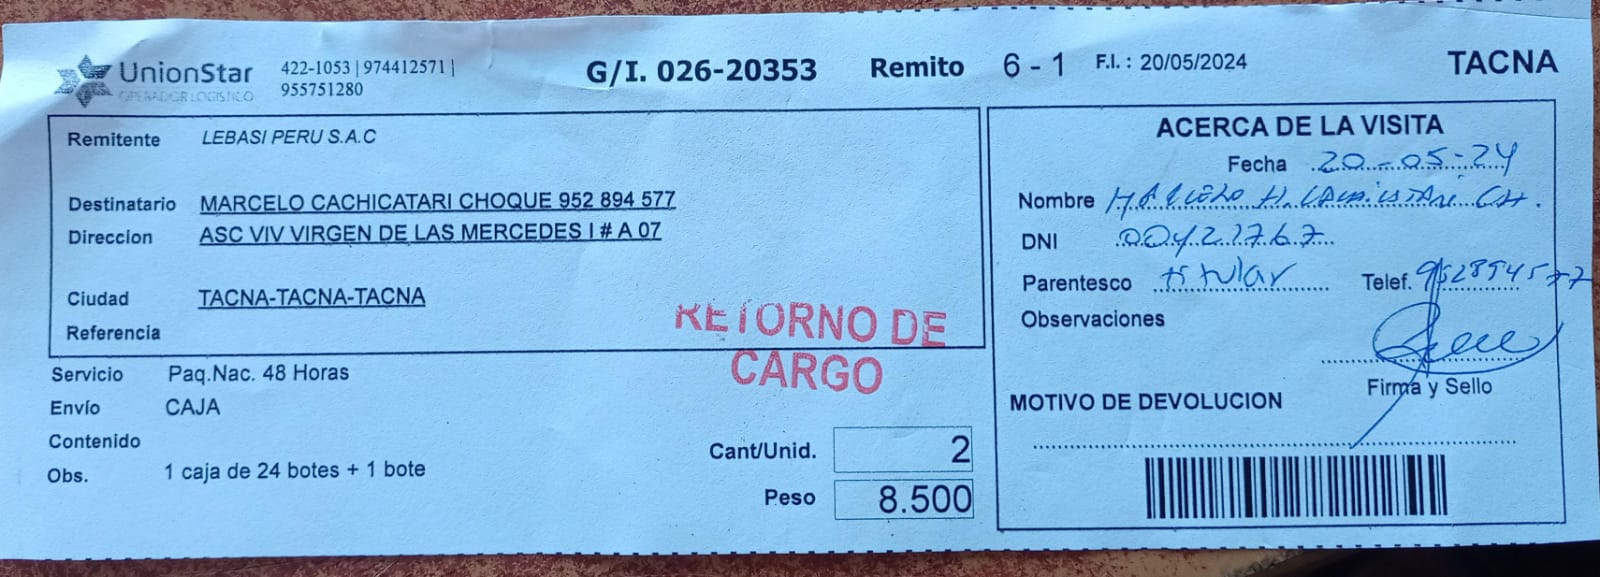 UnionStar
OPERADOR LOGISTICO
422-1053 | 974412571 |
955751280
G/I. 026-20353 Remito 6 - 1 F.I. : 20/05/2024 TACNA
Remitente LEBASI PERU S.A.C
Destinatario MARCELO CACHICATARI CHOQUE 952 894 577
Direccion ASC VIV VIRGEN DE LAS MERCEDES I # A 07
Ciudad TACNA-TACNA-TACNA
Referencia
RETORNO DE
CARGO
Servicio Paq.Nac. 48 Horas
Envío CAJA
Contenido
Obs. 1 caja de 24 botes + 1 bote
Cant/Unid. 2
Peso 8.500
ACERCA DE LA VISITA
Fecha 20-05-24
Nombre MARCELO H. CH.
DNI 00421767
Parentesco titular Telef. 952894577
Observaciones
Firma y Sello
MOTIVO DE DEVOLUCION